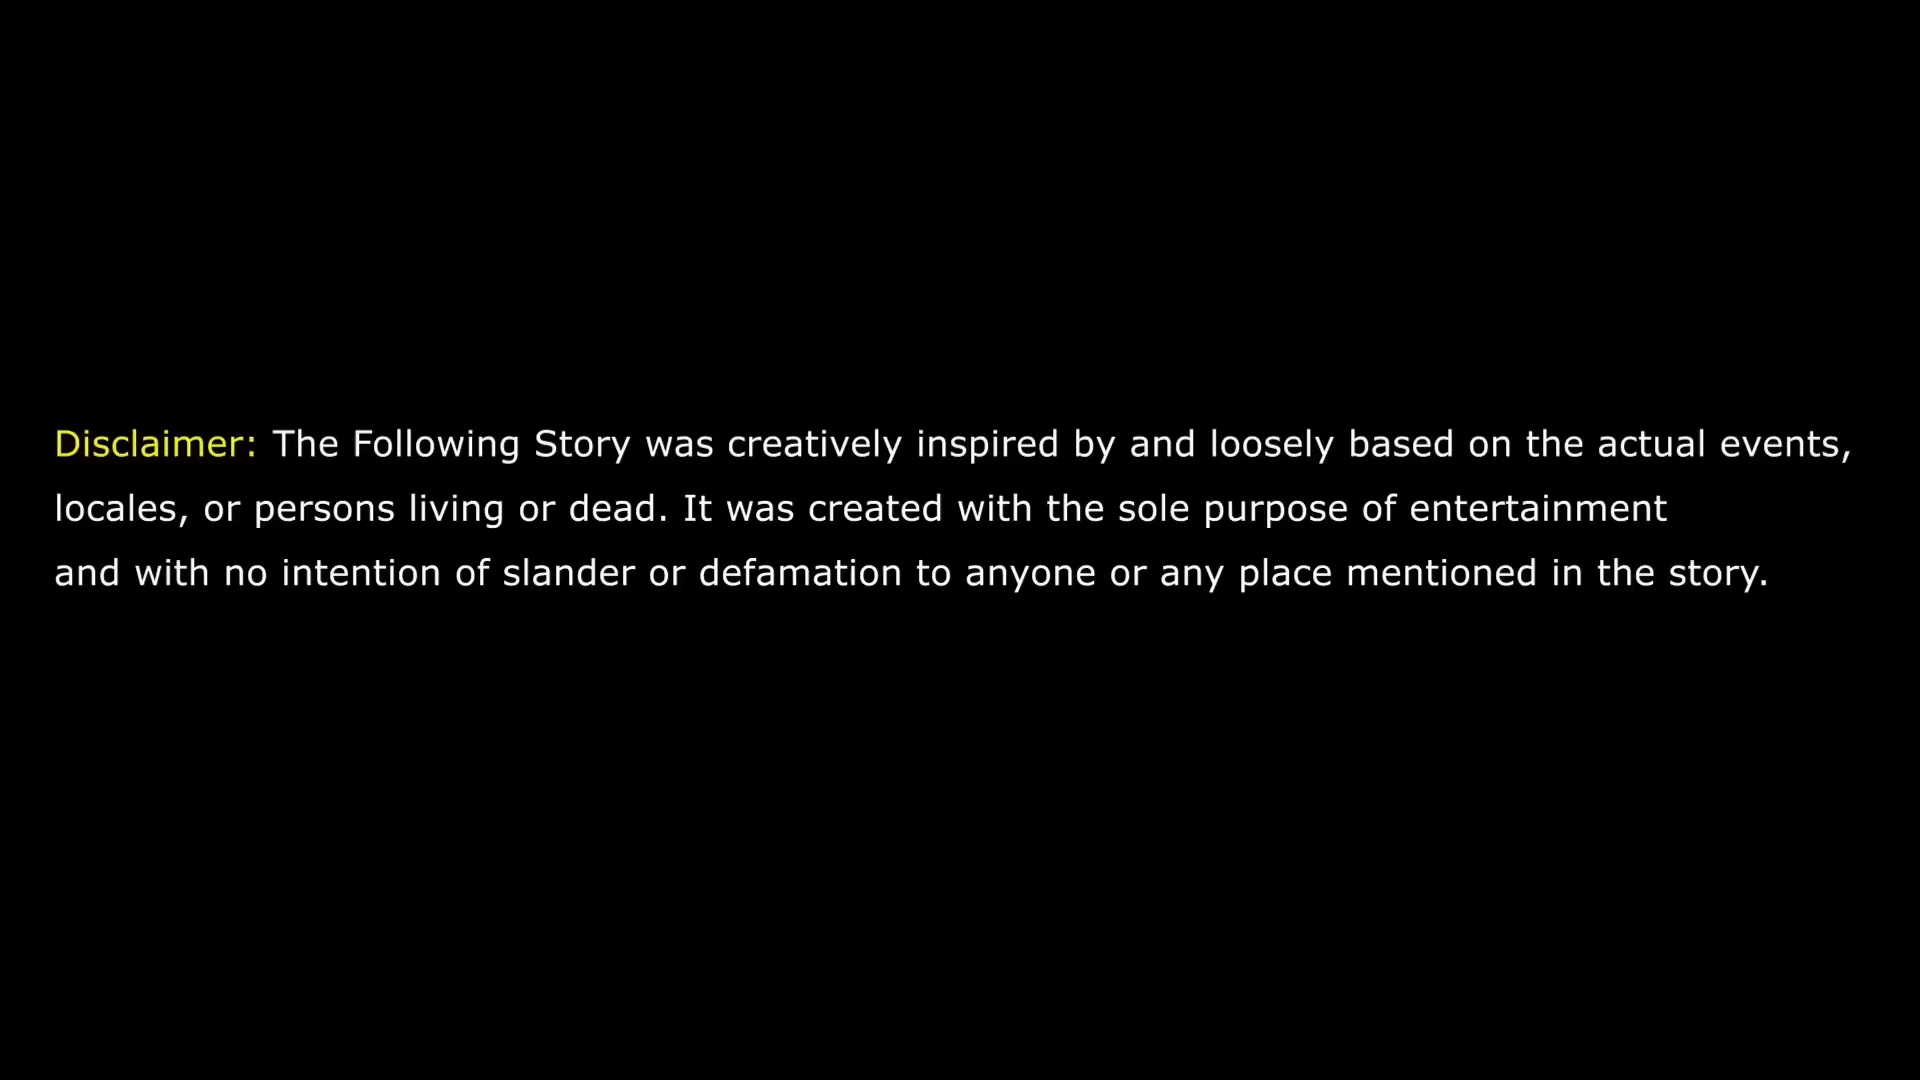 Disclaimer: The Following Story was creatively inspired by and loosely based on the actual events,
locales, or persons living or dead. It was created with the sole purpose of entertainment
and with no intention of slander or defamation to anyone or any place mentioned in the story.